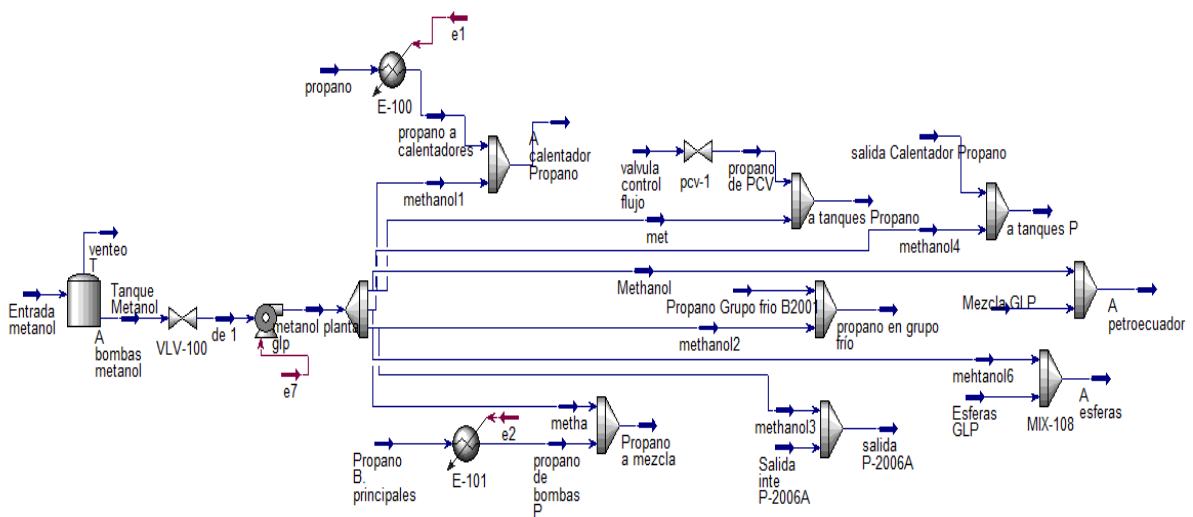 e1
propano
E-100
propano a
calentadores
A
calentador
Propano
methanol1
valvula
control
flujo
pcv-1
propano
de PCV
a tanques Propano
met
salida Calentador Propano
methanol4
a tanques P
venteo
T
Tanque
Metanol
Entrada
metanol
A
bombas
metanol
VLV-100
de 1
metanol planta
glp
e7
Methanol
Propano Grupo frio B2001
methanol2
propano en grupo
frío
Mezcla GLP
A
petroecuador
mehtanol6
Esferas
GLP
MIX-108
A
esferas
metha
e2
Propano
B.
principales
E-101
propano
de
bombas
P
Propano
a mezcla
methanol3
Salida
inte
P-2006A
salida
P-2006A